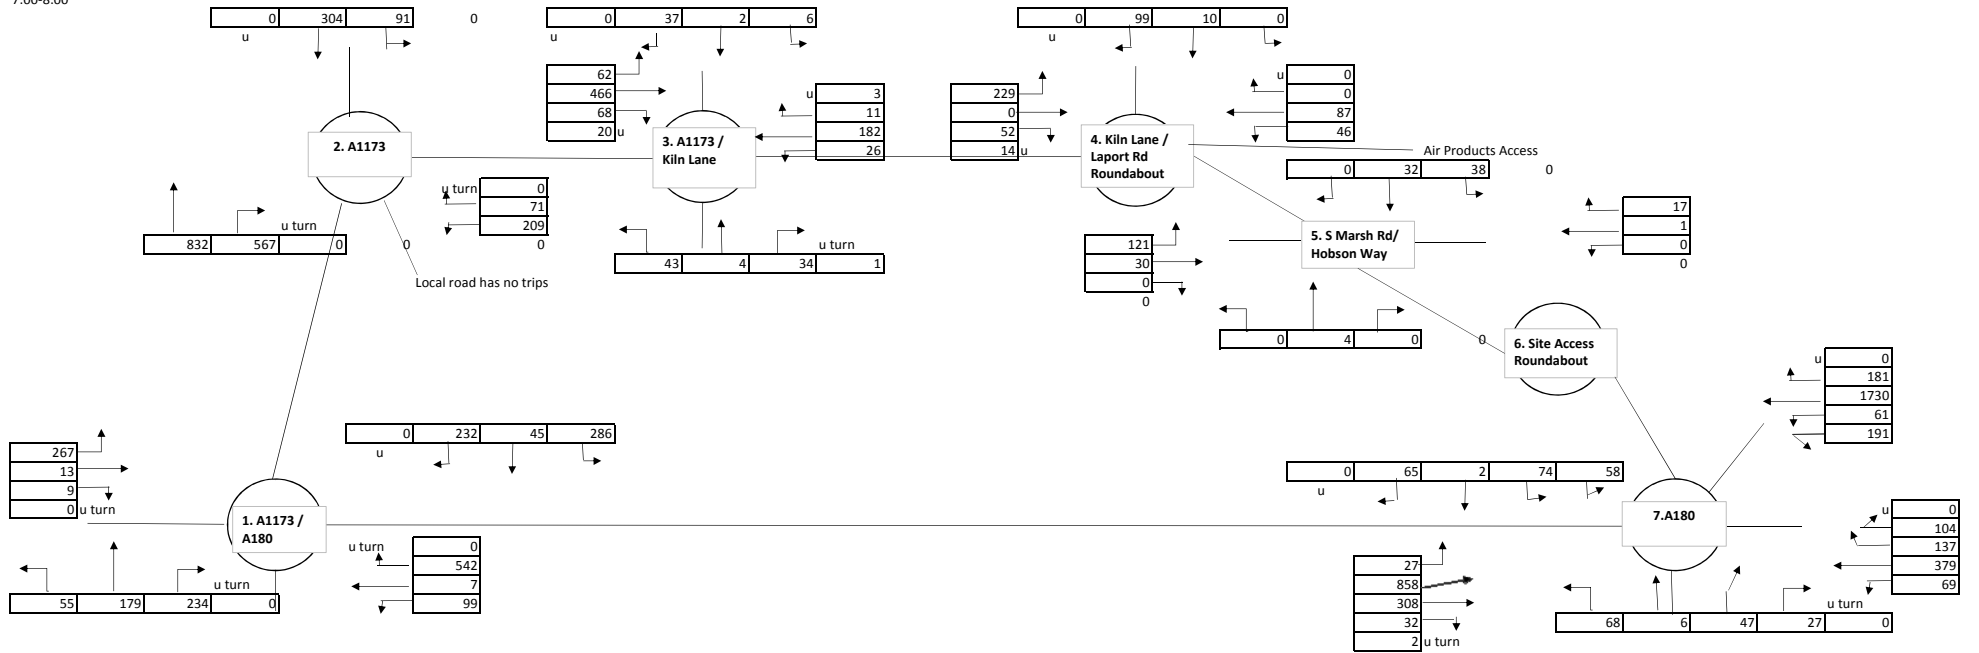 7:00-8:00
0 304 91 0
u
0 37 2 6
u
0 99 10 0
u
62
466
68
20 u
u 3
11
182
26
229
0
52
14 u
u 0
0
87
46
2. A1173
3. A1173 /
Kiln Lane
4. Kiln Lane /
Laport Rd
Roundabout
Air Products Access
0 32 38 0
u turn 0
71
209
0
u turn
832 567 0 0
Local road has no trips
u turn
43 4 34 1
121
30
0
0
5. S Marsh Rd/
Hobson Way
17
1
0
0
0 4 0 0
6. Site Access
Roundabout
u 0
181
1730
61
191
0 232 45 286
u
267
13
9
0 u turn
1. A1173 /
A180
u turn 0
542
7
99
u turn
55 179 234 0
0 65 2 74 58
u
7.A180
u 0
104
137
379
69
27
858
308
32
2 u turn
u turn
68 6 47 27 0